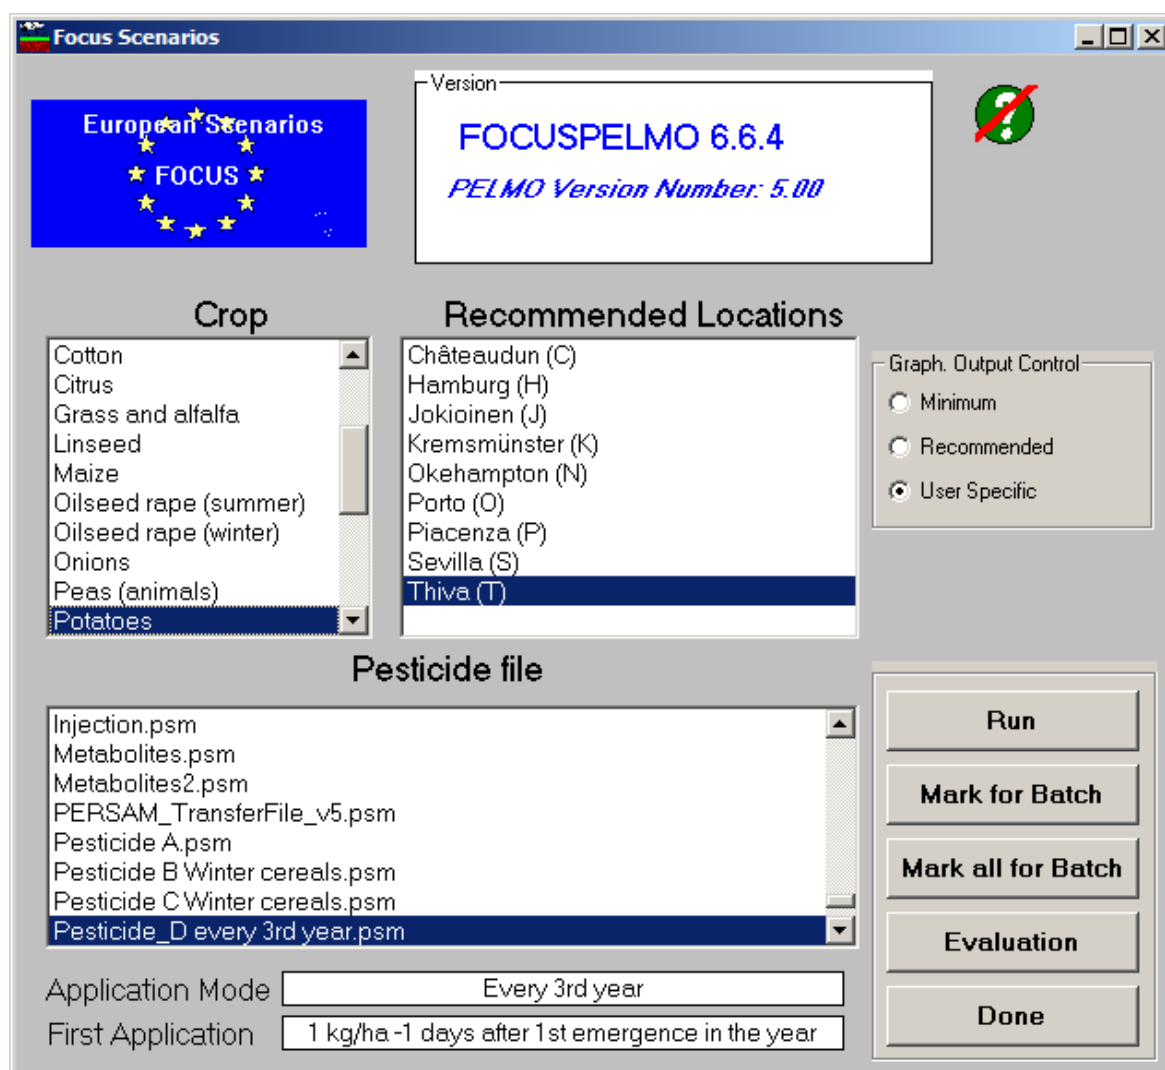 Focus Scenarios
European Scenarios
FOCUS
Version
FOCUSPELMO 6.6.4
PELMO Version Number: 5.00
?
Crop
Cotton
Citrus
Grass and alfalfa
Linseed
Maize
Oilseed rape (summer)
Oilseed rape (winter)
Onions
Peas (animals)
Potatoes
Recommended Locations
Châteaudun (C)
Hamburg (H)
Jokioinen (J)
Kremsmünster (K)
Okehampton (N)
Porto (O)
Piacenza (P)
Sevilla (S)
Thiva (T)
Graph. Output Control
Minimum
Recommended
User Specific
Pesticide file
Injection.psm
Metabolites.psm
Metabolites2.psm
PERSAM_TransferFile_v5.psm
Pesticide A.psm
Pesticide B Winter cereals.psm
Pesticide C Winter cereals.psm
Pesticide_D every 3rd year.psm
Run
Mark for Batch
Mark all for Batch
Evaluation
Done
Application Mode
Every 3rd year
First Application
1 kg/ha -1 days after 1st emergence in the year